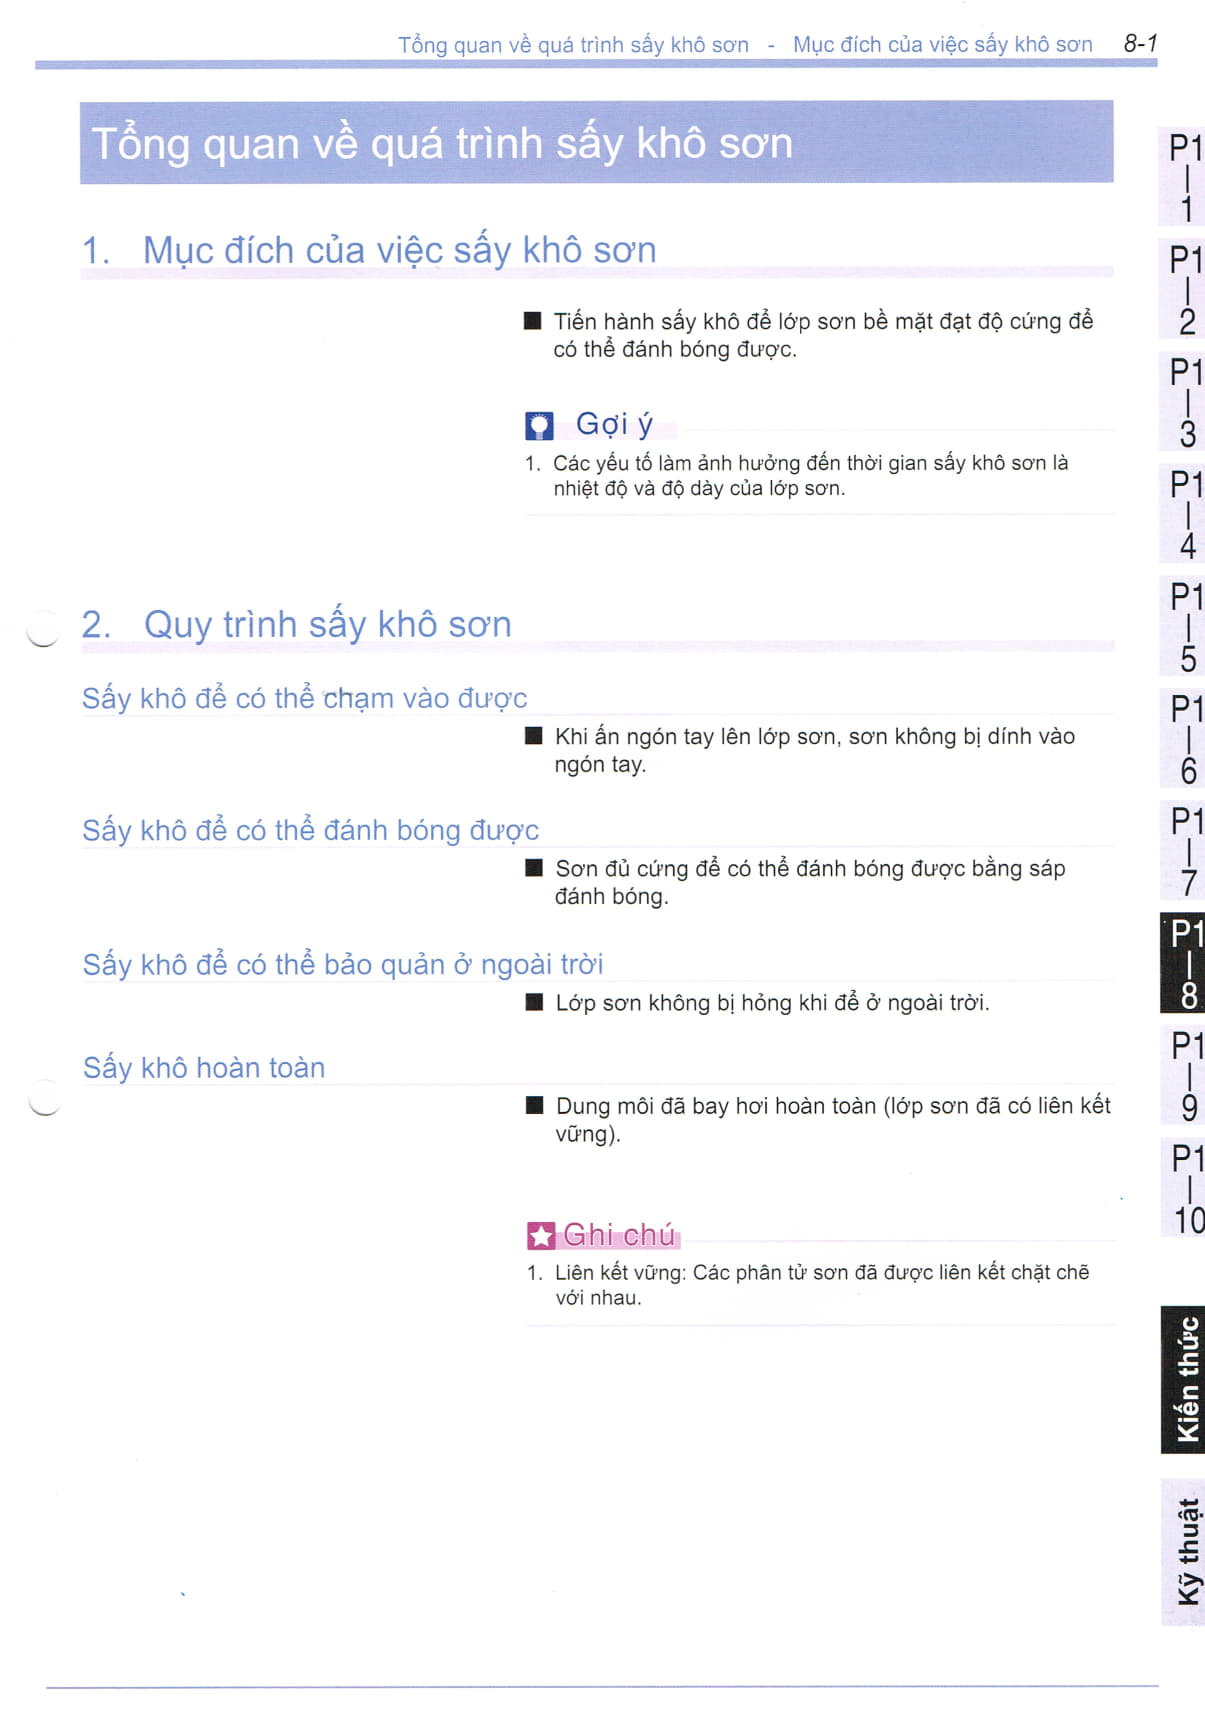 Tổng quan về quá trình sấy khô sơn - Mục đích của việc sấy khô sơn 8-1
Tổng quan về quá trình sấy khô sơn
1. Mục đích của việc sấy khô sơn
■ Tiến hành sấy khô để lớp sơn bề mặt đạt độ cứng để
có thể đánh bóng được.
Gợi ý
1. Các yếu tố làm ảnh hưởng đến thời gian sấy khô sơn là
nhiệt độ và độ dày của lớp sơn.
2. Quy trình sấy khô sơn
Sấy khô để có thể chạm vào được
■ Khi ấn ngón tay lên lớp sơn, sơn không bị dính vào
ngón tay.
Sấy khô để có thể đánh bóng được
■ Sơn đủ cứng để có thể đánh bóng được bằng sáp
đánh bóng.
Sấy khô để có thể bảo quản ở ngoài trời
■ Lớp sơn không bị hỏng khi để ở ngoài trời.
Sấy khô hoàn toàn
■ Dung môi đã bay hơi hoàn toàn (lớp sơn đã có liên kết
vững).
Ghi chú
1. Liên kết vững: Các phân tử sơn đã được liên kết chặt chẽ
với nhau.
P1
1
P1
2
P1
3
P1
4
P1
5
P1
6
P1
7
P1
8
P1
9
P1
10
Kiến thức
Kỹ thuật